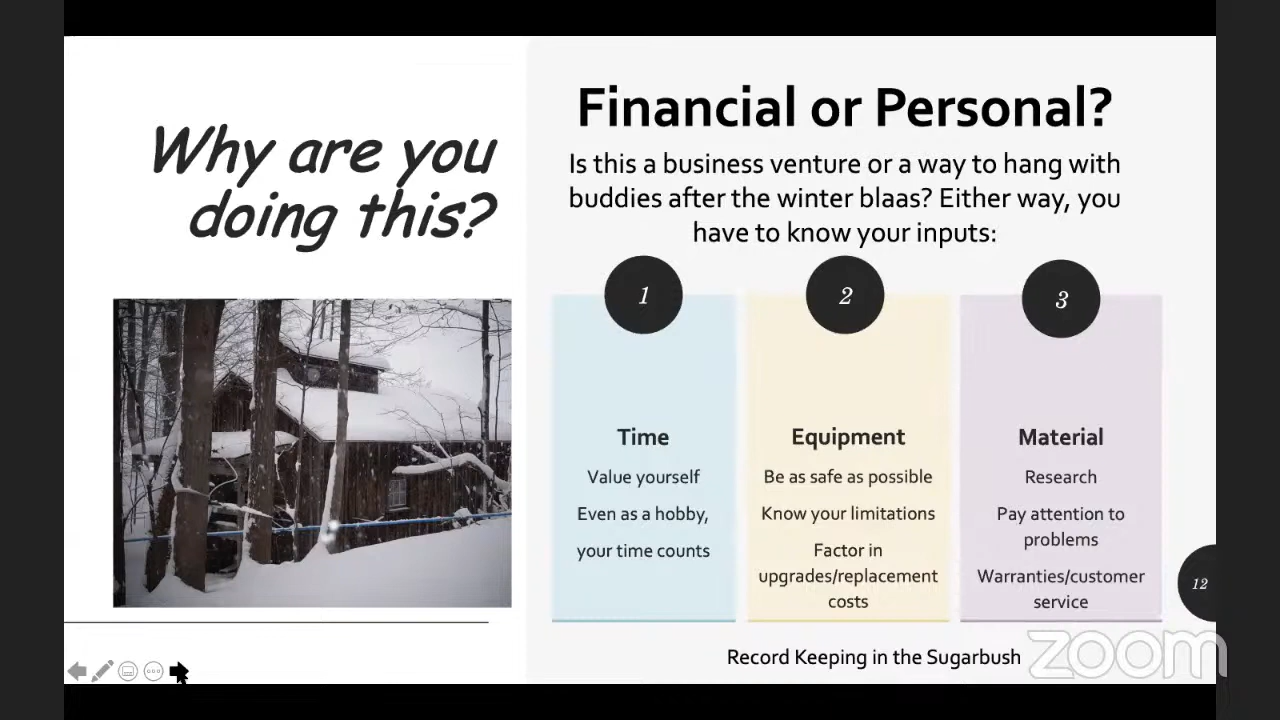 Why are you
doing this?
Financial or Personal?
Is this a business venture or a way to hang with
buddies after the winter blaas? Either way, you
have to know your inputs:
1
2
3
Time
Value yourself
Even as a hobby,
your time counts
Equipment
Be as safe as possible
Know your limitations
Factor in
upgrades/replacement
costs
Material
Research
Pay attention to
problems
Warranties/customer
service
12
Record Keeping in the Sugarbush
zoom